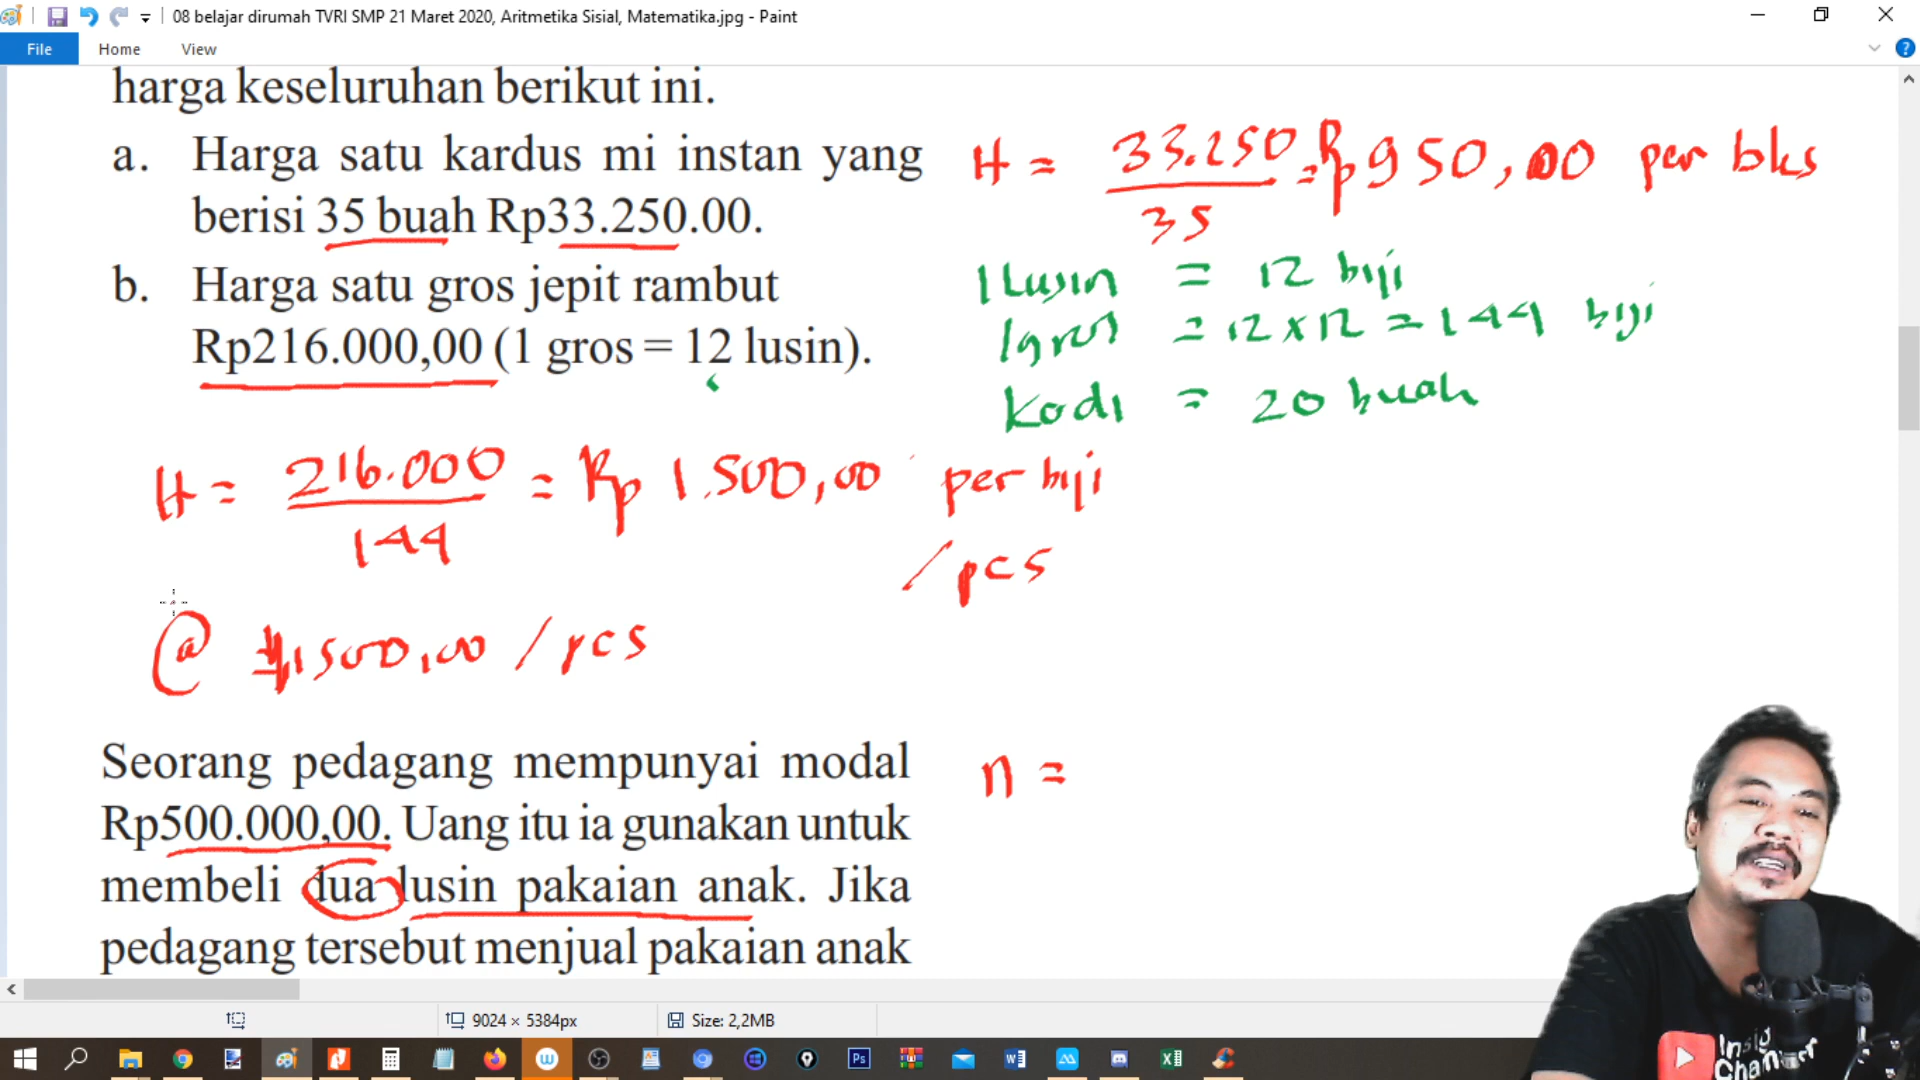 08 belajar dirumah TVRI SMP 21 Maret 2020, Aritmetika Sisial, Matematika.jpg - Paint
File Home View
harga keseluruhan berikut ini.
a. Harga satu kardus mi instan yang
berisi 35 buah Rp33.250.00.
H = 33.250 / 35 = Rp 950,00 per bks
b. Harga satu gros jepit rambut
Rp216.000,00 (1 gros = 12 lusin).
1 lusin = 12 biji
1 gros = 12 x 12 = 144 biji
kodi = 20 buah
H = 216.000 / 144 = Rp 1.500,00 per biji
/ pcs
@ 1.500,00 / pcs
Seorang pedagang mempunyai modal
Rp500.000,00. Uang itu ia gunakan untuk
membeli dua lusin pakaian anak. Jika
pedagang tersebut menjual pakaian anak
n =
9024 × 5384px
Size: 2,2MB
Channel